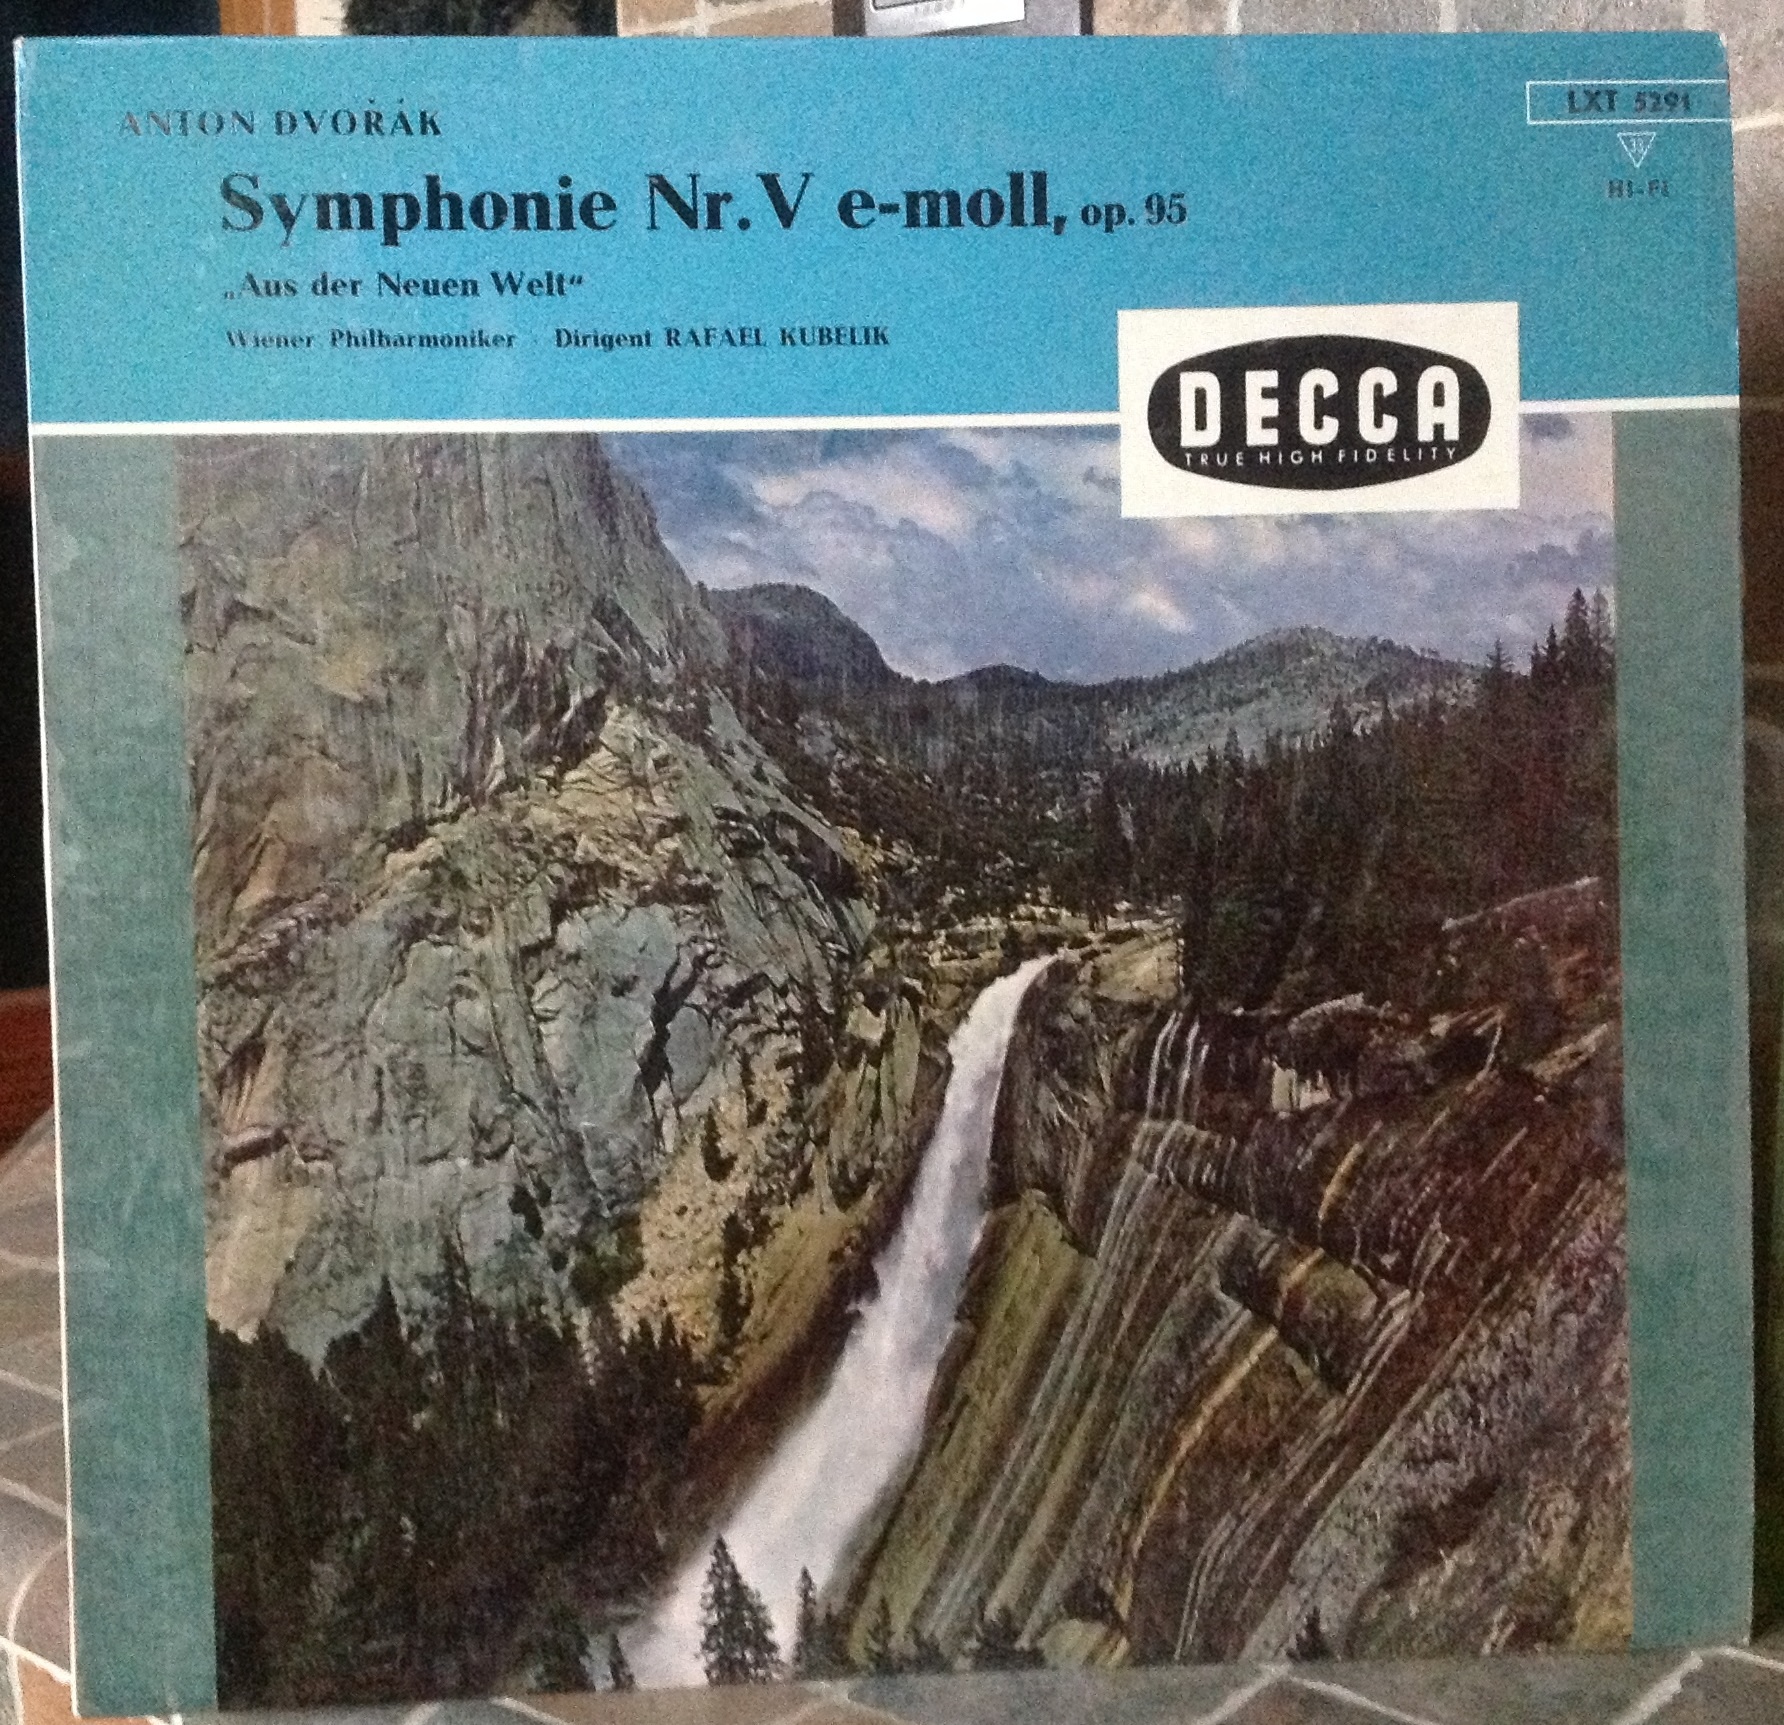 ANTON DVOŘÁK
LXT 5291
33
HI-FI
Symphonie Nr. V e-moll, op. 95
„Aus der Neuen Welt“
Wiener Philharmoniker · Dirigent RAFAEL KUBELIK
DECCA
TRUE HIGH FIDELITY